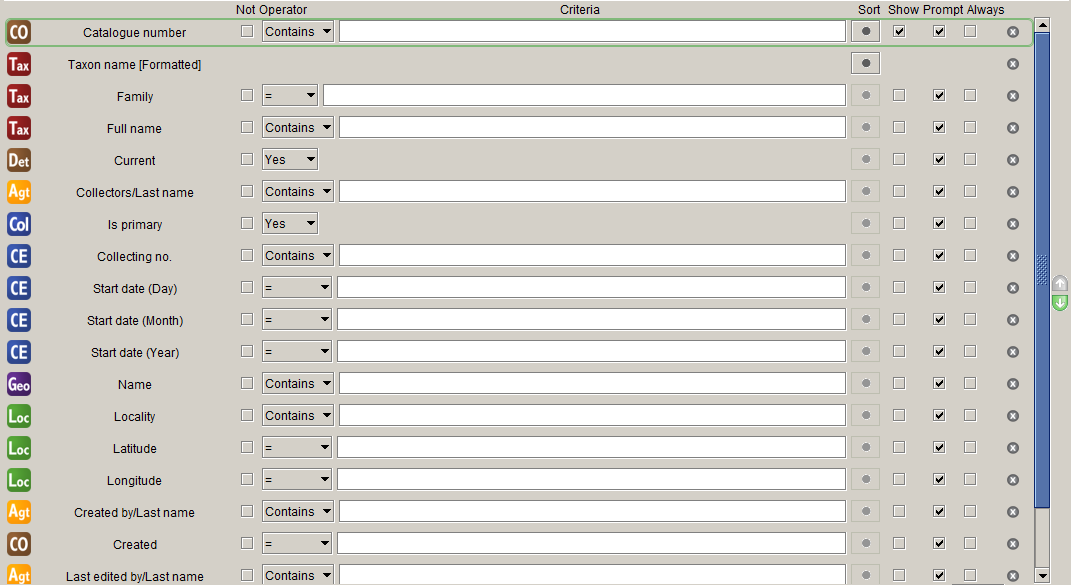 Not Operator Criteria Sort Show Prompt Always
CO Catalogue number Contains
Tax Taxon name [Formatted]
Tax Family =
Tax Full name Contains
Det Current Yes
Agt Collectors/Last name Contains
Col Is primary Yes
CE Collecting no. Contains
CE Start date (Day) =
CE Start date (Month) =
CE Start date (Year) =
Geo Name Contains
Loc Locality Contains
Loc Latitude =
Loc Longitude =
Agt Created by/Last name Contains
CO Created =
Agt Last edited by/Last name Contains